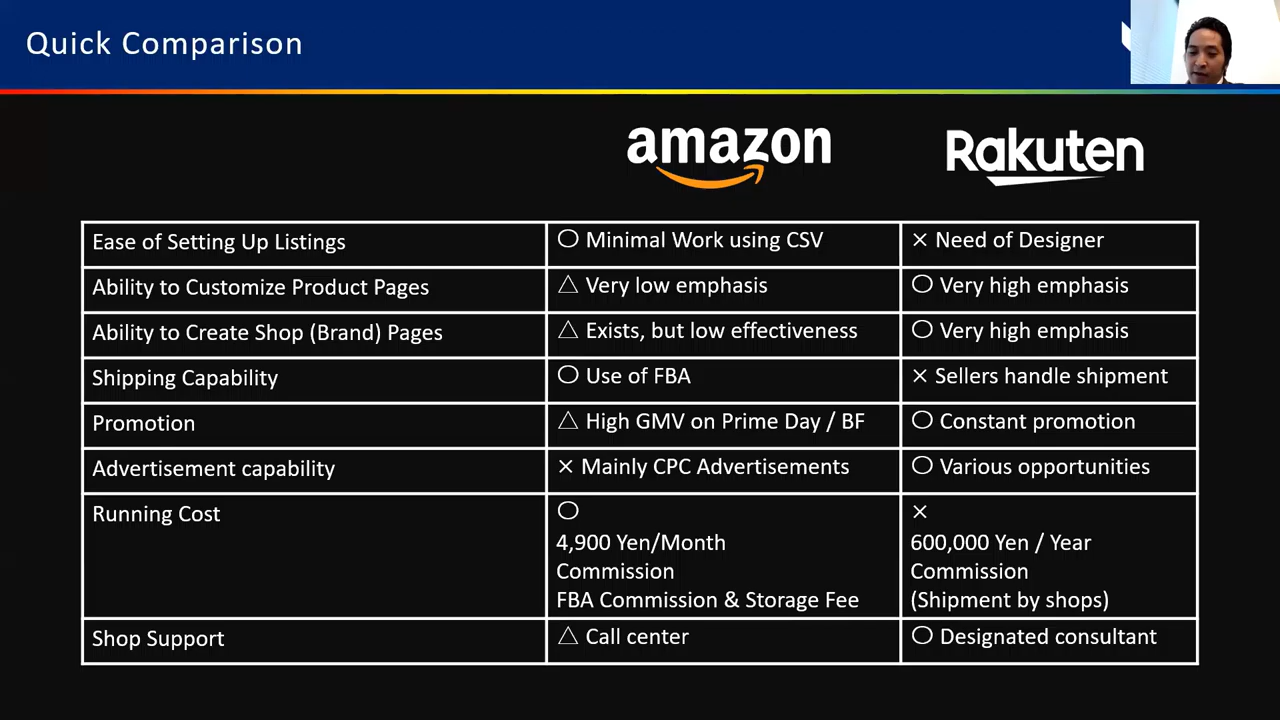 Quick Comparison
amazon
Rakuten
Ease of Setting Up Listings
○ Minimal Work using CSV
× Need of Designer
Ability to Customize Product Pages
△ Very low emphasis
○ Very high emphasis
Ability to Create Shop (Brand) Pages
△ Exists, but low effectiveness
○ Very high emphasis
Shipping Capability
○ Use of FBA
× Sellers handle shipment
Promotion
△ High GMV on Prime Day / BF
○ Constant promotion
Advertisement capability
× Mainly CPC Advertisements
○ Various opportunities
Running Cost
○
4,900 Yen/Month
Commission
FBA Commission & Storage Fee
×
600,000 Yen / Year
Commission
(Shipment by shops)
Shop Support
△ Call center
○ Designated consultant